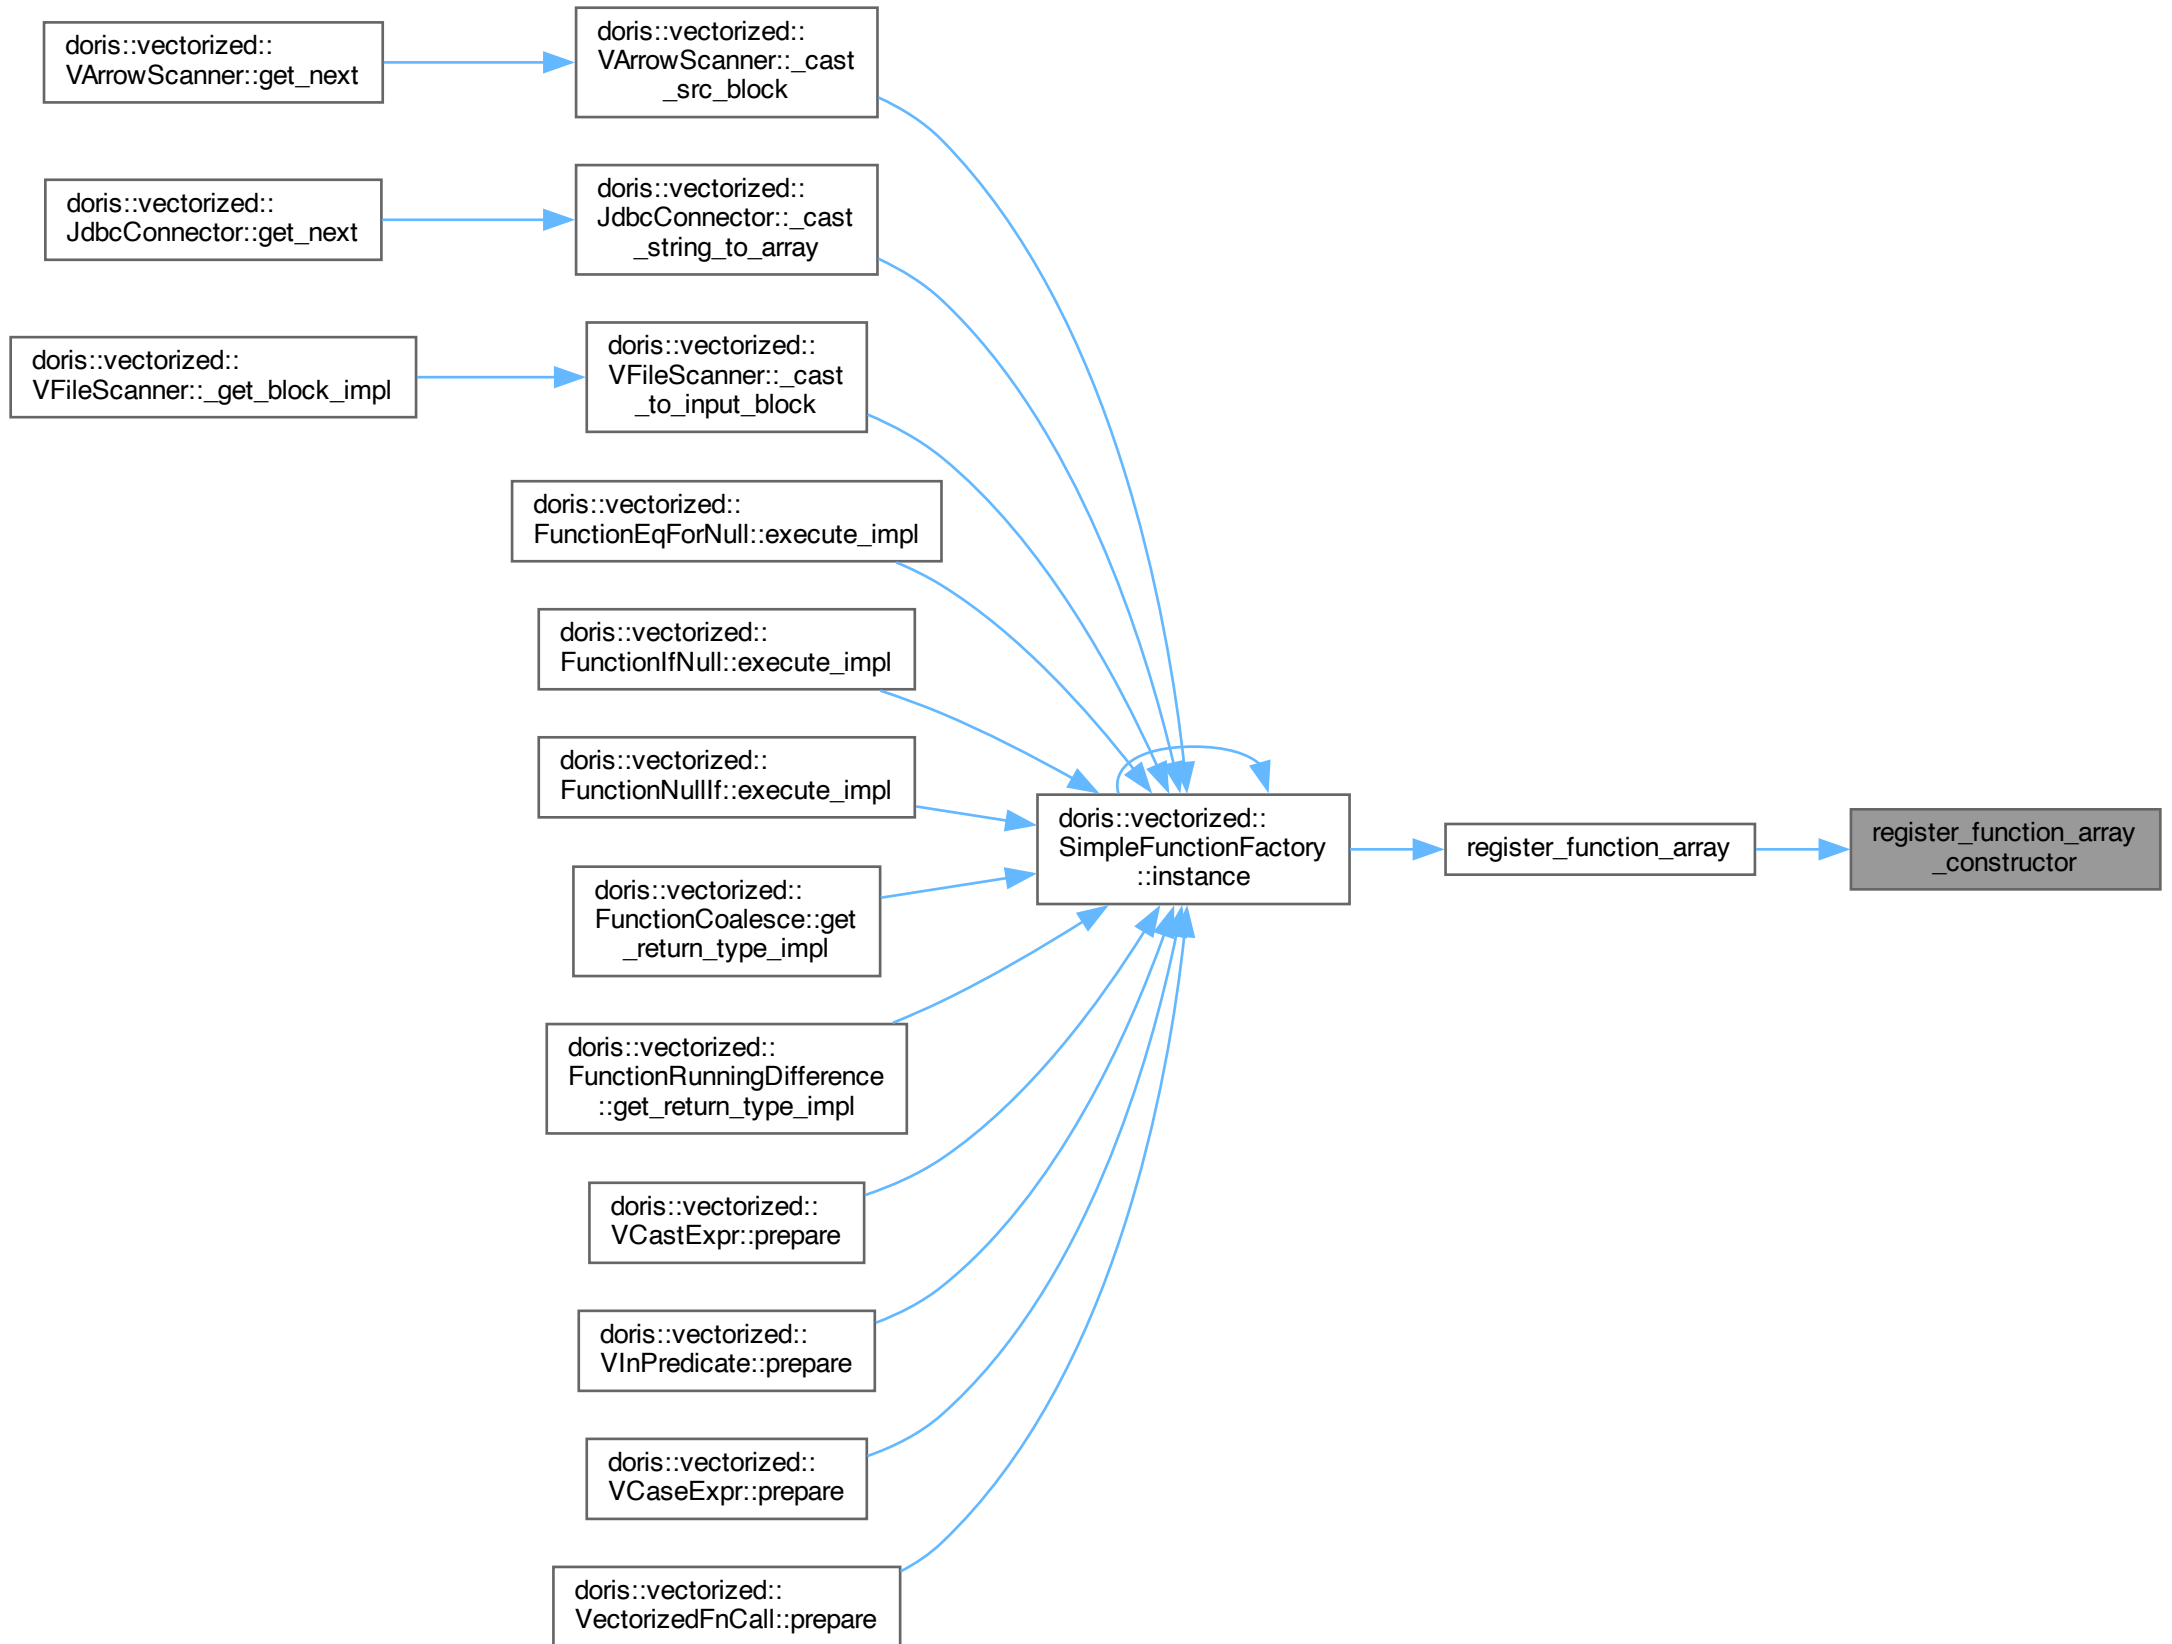 doris::vectorized::
VArrowScanner::get_next
doris::vectorized::
VArrowScanner::_cast
_src_block
doris::vectorized::
JdbcConnector::get_next
doris::vectorized::
JdbcConnector::_cast
_string_to_array
doris::vectorized::
VFileScanner::_get_block_impl
doris::vectorized::
VFileScanner::_cast
_to_input_block
doris::vectorized::
FunctionEqForNull::execute_impl
doris::vectorized::
FunctionIfNull::execute_impl
doris::vectorized::
FunctionNullIf::execute_impl
doris::vectorized::
SimpleFunctionFactory
::instance
register_function_array
register_function_array
_constructor
doris::vectorized::
FunctionCoalesce::get
_return_type_impl
doris::vectorized::
FunctionRunningDifference
::get_return_type_impl
doris::vectorized::
VCastExpr::prepare
doris::vectorized::
VInPredicate::prepare
doris::vectorized::
VCaseExpr::prepare
doris::vectorized::
VectorizedFnCall::prepare